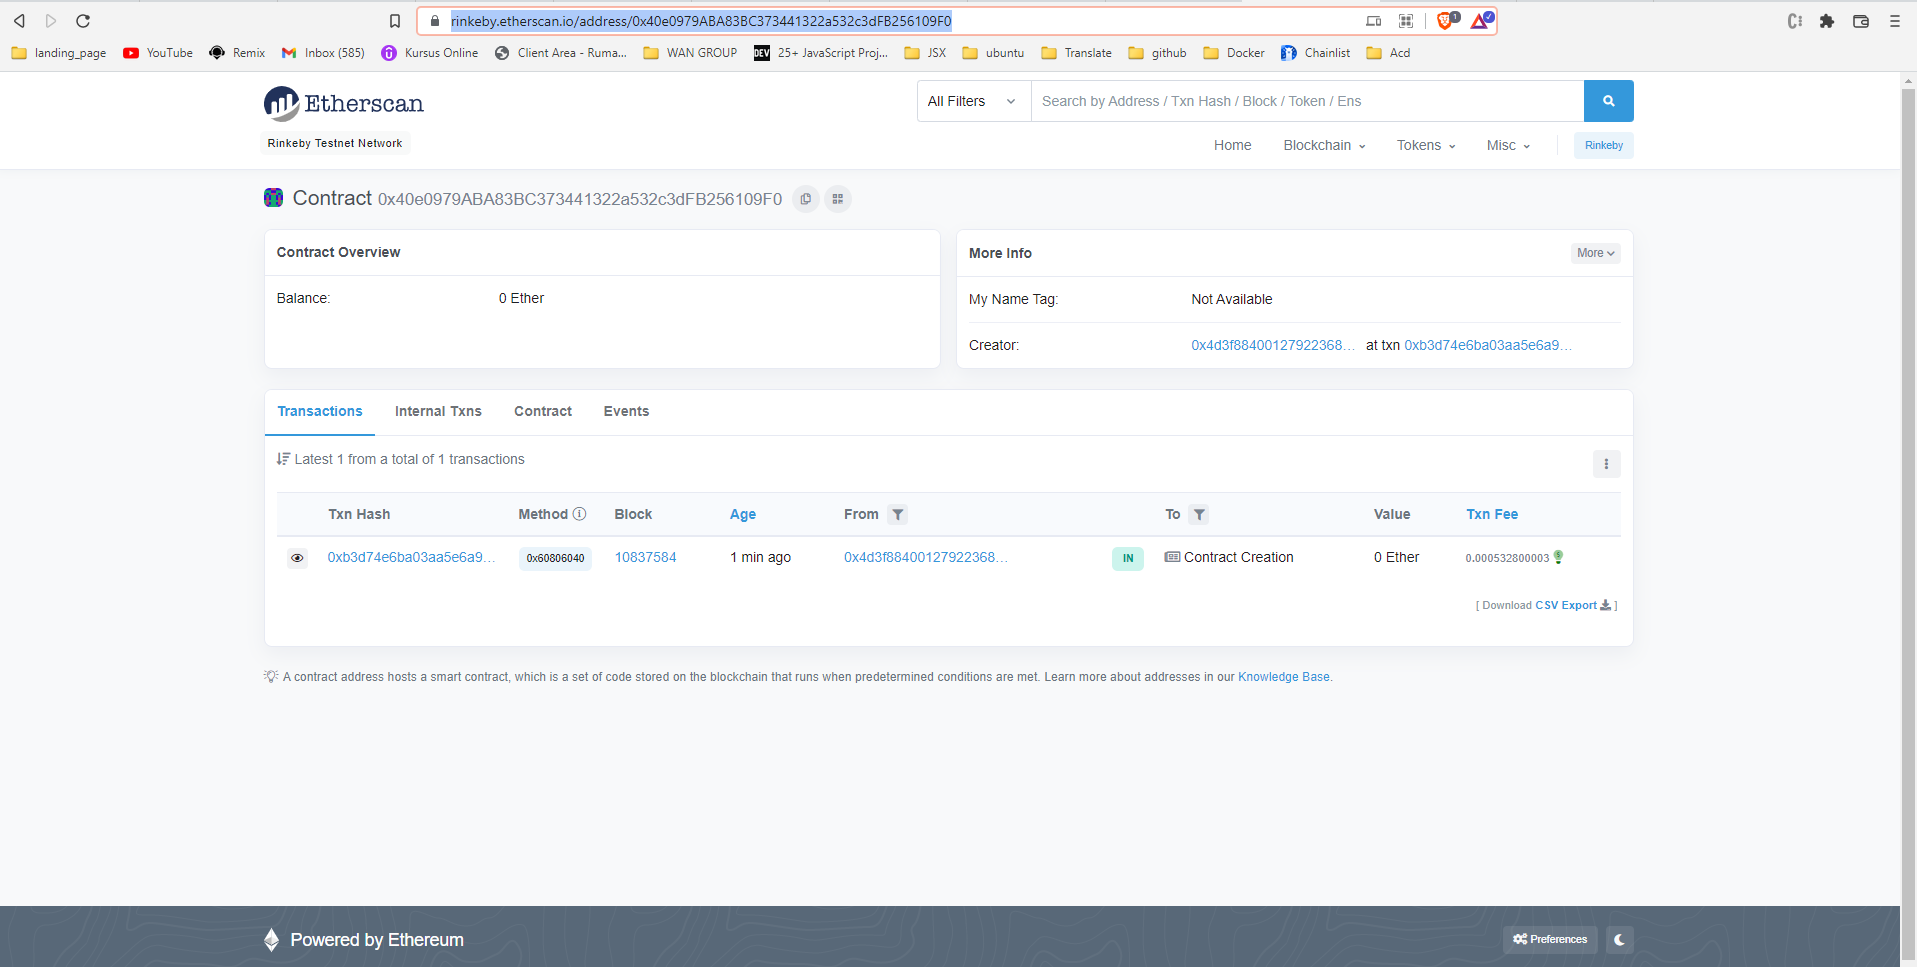 rinkeby.etherscan.io/address/0x40e0979ABA83BC373441322a532c3dFB256109F0
1
landing_page YouTube Remix Inbox (585) Kursus Online Client Area - Ruma... WAN GROUP DEV 25+ JavaScript Proj... JSX ubuntu Translate github Docker Chainlist Acd
Etherscan
All Filters Search by Address / Txn Hash / Block / Token / Ens
Rinkeby Testnet Network
Home Blockchain Tokens Misc Rinkeby
Contract 0x40e0979ABA83BC373441322a532c3dFB256109F0
Contract Overview
Balance: 0 Ether
More Info More
My Name Tag: Not Available
Creator: 0x4d3f88400127922368... at txn 0xb3d74e6ba03aa5e6a9...
Transactions Internal Txns Contract Events
Latest 1 from a total of 1 transactions
Txn Hash Method Block Age From To Value Txn Fee
0xb3d74e6ba03aa5e6a9... 0x60806040 10837584 1 min ago 0x4d3f88400127922368... IN Contract Creation 0 Ether 0.000532800003
[ Download CSV Export ]
A contract address hosts a smart contract, which is a set of code stored on the blockchain that runs when predetermined conditions are met. Learn more about addresses in our Knowledge Base.
Powered by Ethereum
Preferences